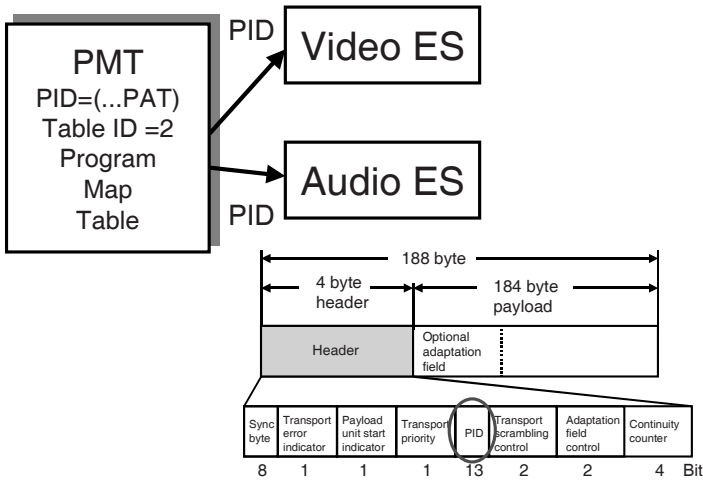 PMT
PID=(...PAT)
Table ID =2
Program
Map
Table
PID
Video ES
Audio ES
PID
188 byte
4 byte
header
184 byte
payload
Header
Optional
adaptation
field
Sync
byte
Transport
error
indicator
Payload
unit start
indicator
Transport
priority
PID
Transport
scrambling
control
Adaptation
field
control
Continuity
counter
8 1 1 1 13 2 2 4 Bit